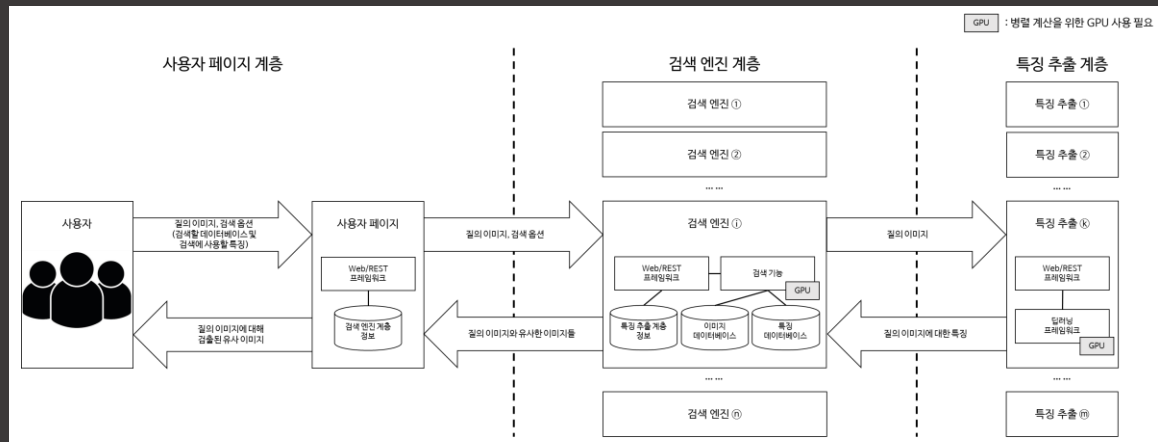 GPU : 병렬 계산을 위한 GPU 사용 필요
사용자 페이지 계층
검색 엔진 계층
특징 추출 계층
검색 엔진 ①
특징 추출 ①
검색 엔진 ②
특징 추출 ②
... ...
... ...
사용자
질의 이미지, 검색 옵션
(검색할 데이터베이스 및
검색에 사용할 특징)
사용자 페이지
질의 이미지, 검색 옵션
검색 엔진 ⓘ
질의 이미지
특징 추출 ⓚ
Web/REST
프레임워크
Web/REST
프레임워크
검색 기능
GPU
Web/REST
프레임워크
질의 이미지에 대해
검출된 유사 이미지
검색 엔진 계층
정보
질의 이미지와 유사한 이미지들
특징 추출 계층
정보
이미지
데이터베이스
특징
데이터베이스
질의 이미지에 대한 특징
딥러닝
프레임워크
GPU
... ...
... ...
검색 엔진 ⓝ
특징 추출 ⓜ